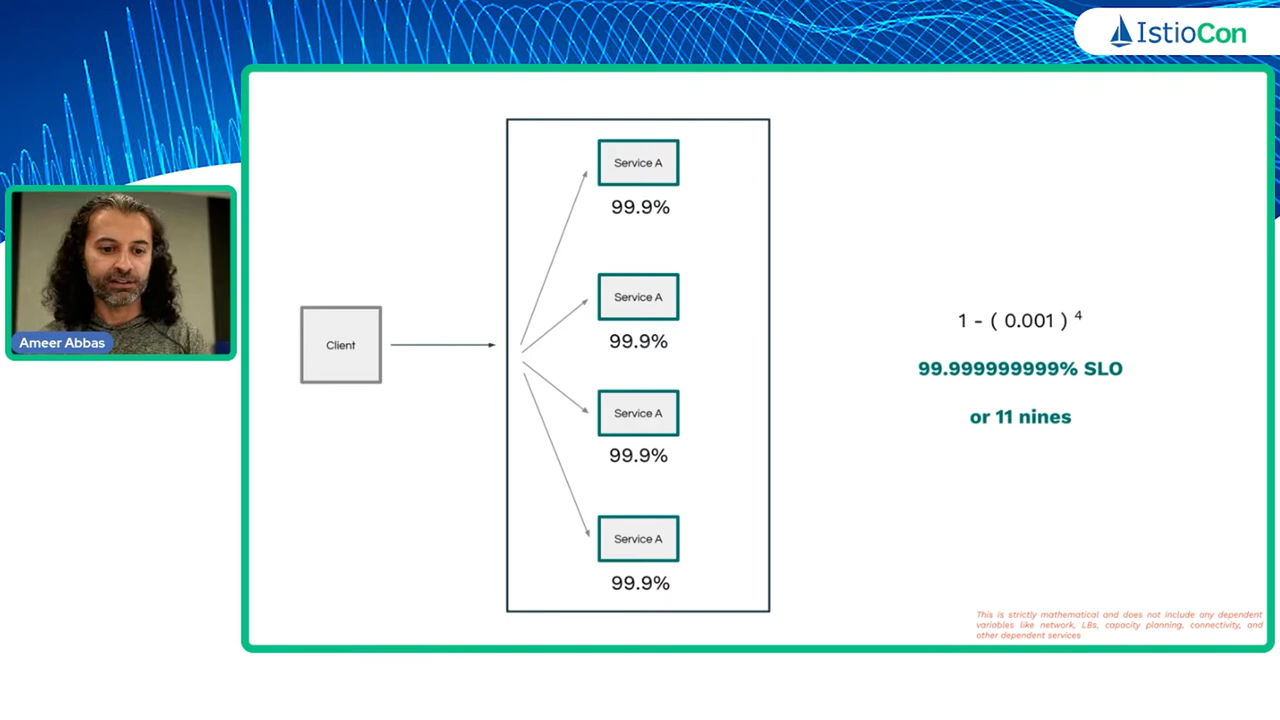 IstioCon
Service A
99.9%
Service A
99.9%
Client
1 - ( 0.001 ) ⁴
Ameer Abbas
99.999999999% SLO
Service A
or 11 nines
99.9%
Service A
99.9%
This is strictly mathematical and does not include any dependent
variables like network, LBs, capacity planning, connectivity, and
other dependent services